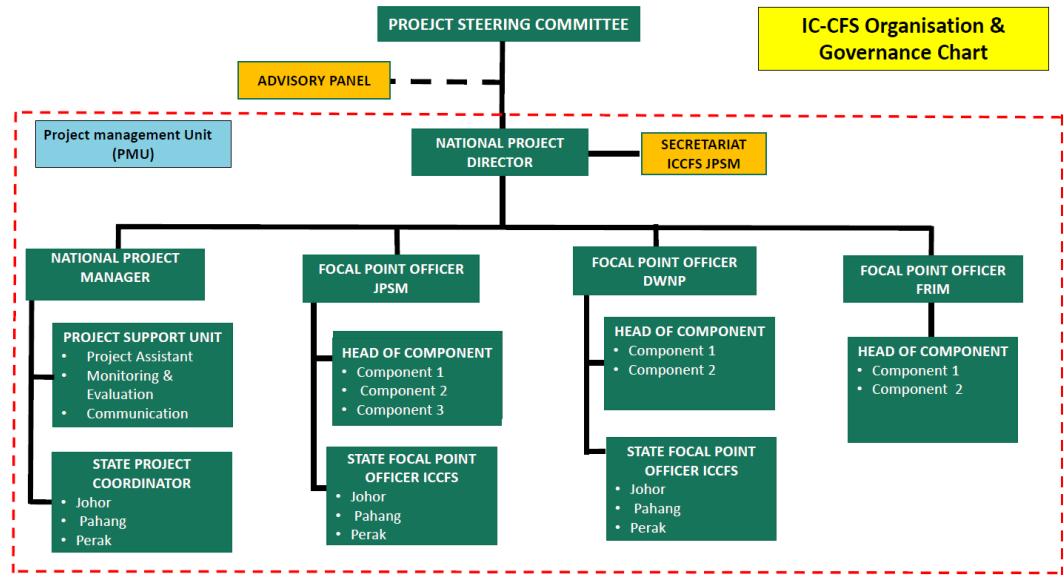 PROEJCT STEERING COMMITTEE
IC-CFS Organisation &
Governance Chart
ADVISORY PANEL
Project management Unit
(PMU)
NATIONAL PROJECT
DIRECTOR
SECRETARIAT
ICCFS JPSM
NATIONAL PROJECT
MANAGER
PROJECT SUPPORT UNIT
• Project Assistant
• Monitoring &
Evaluation
• Communication
STATE PROJECT
COORDINATOR
• Johor
• Pahang
• Perak
FOCAL POINT OFFICER
JPSM
HEAD OF COMPONENT
• Component 1
• Component 2
• Component 3
STATE FOCAL POINT
OFFICER ICCFS
• Johor
• Pahang
• Perak
FOCAL POINT OFFICER
DWNP
HEAD OF COMPONENT
• Component 1
• Component 2
STATE FOCAL POINT
OFFICER ICCFS
• Johor
• Pahang
• Perak
FOCAL POINT OFFICER
FRIM
HEAD OF COMPONENT
• Component 1
• Component 2